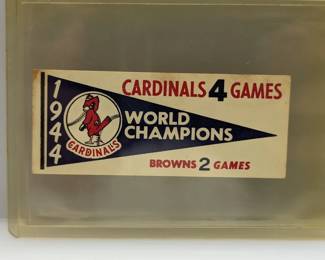 CARDINALS 4 GAMES
1944
WORLD
CHAMPIONS
CARDINALS
BROWNS 2 GAMES